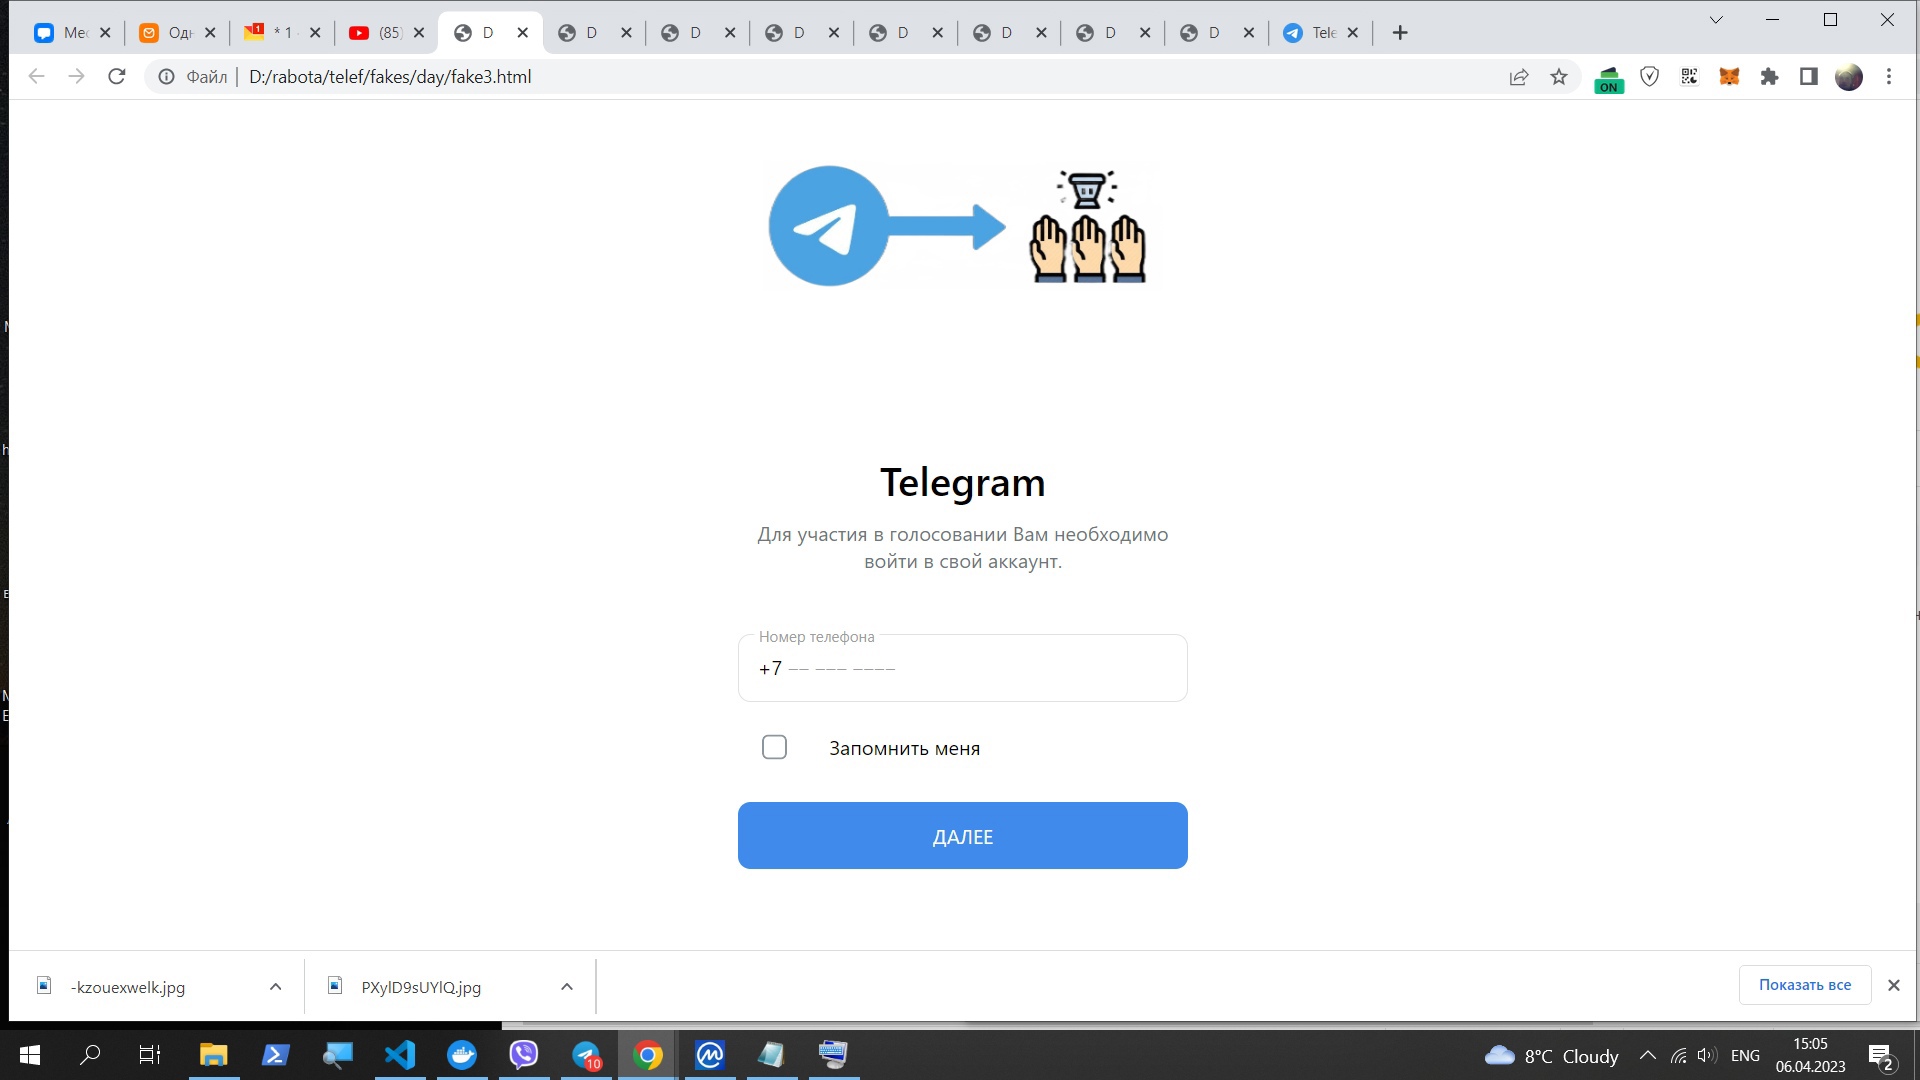 Мес
Одн
* 1
(85)
D
D
D
D
D
D
D
D
Tele
Файл
D:/rabota/telef/fakes/day/fake3.html
ON
Telegram
Для участия в голосовании Вам необходимо
войти в свой аккаунт.
Номер телефона
+7 ‒‒ ‒‒‒ ‒‒‒‒
Запомнить меня
ДАЛЕЕ
-kzouexwelk.jpg
PXylD9sUYlQ.jpg
Показать все
10
8°C Cloudy
ENG
15:05
06.04.2023
2